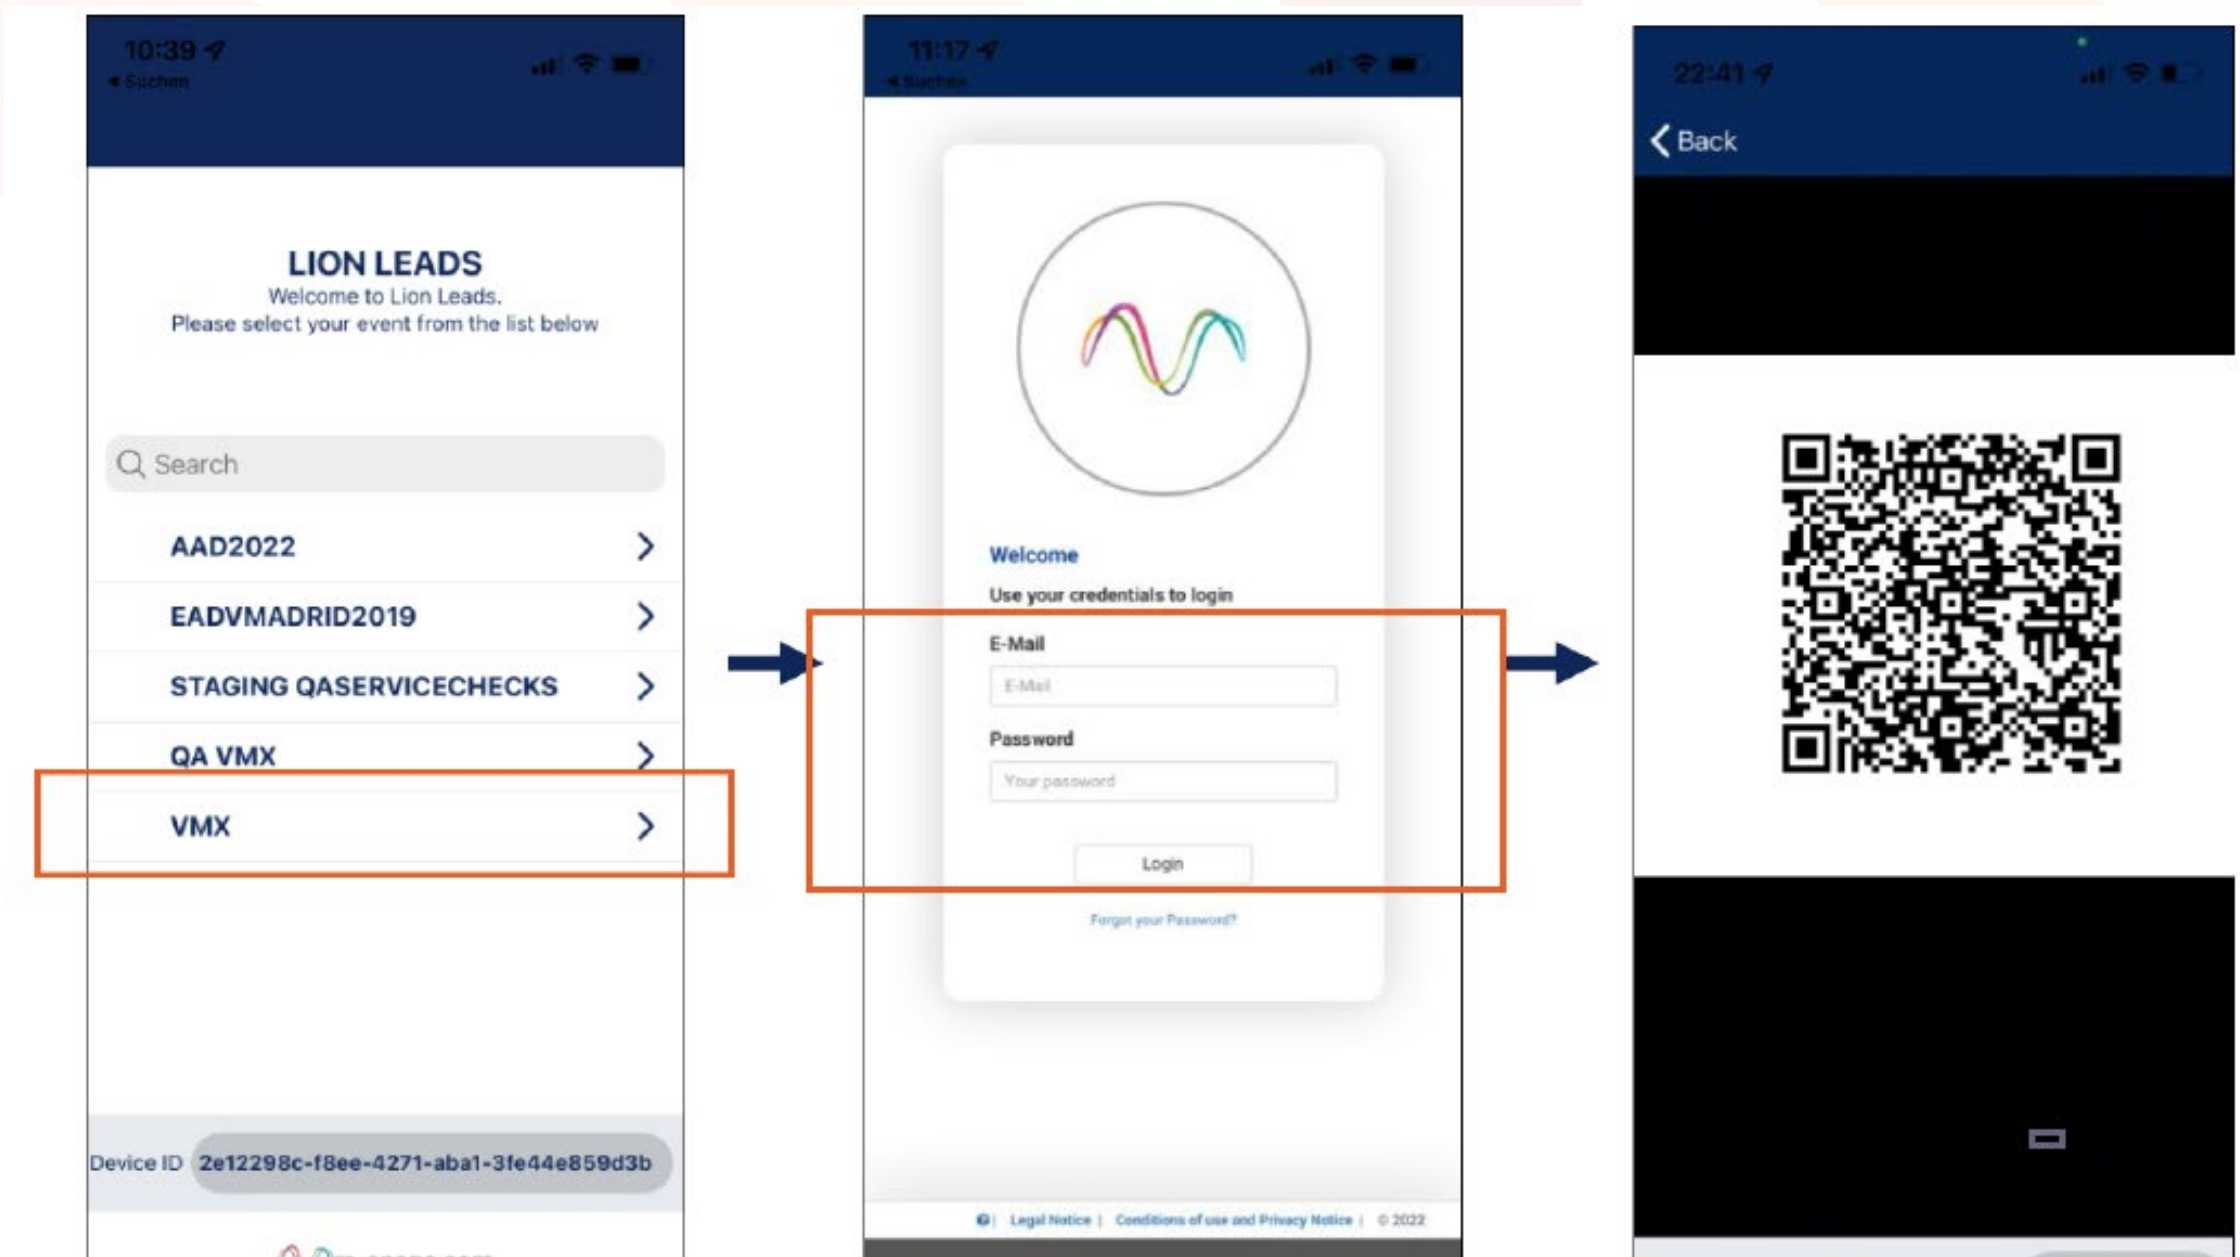 10:39
◀ Suchen
LION LEADS
Welcome to Lion Leads.
Please select your event from the list below
Search
AAD2022
EADVMADRID2019
STAGING QASERVICECHECKS
QA VMX
VMX
Device ID 2e12298c-f8ee-4271-aba1-3fe44e859d3b
11:17
◀ Suchen
Welcome
Use your credentials to login
E-Mail
E-Mail
Password
Your password
Login
Forgot your Password?
| Legal Notice | Conditions of use and Privacy Notice | © 2022
22:41
Back